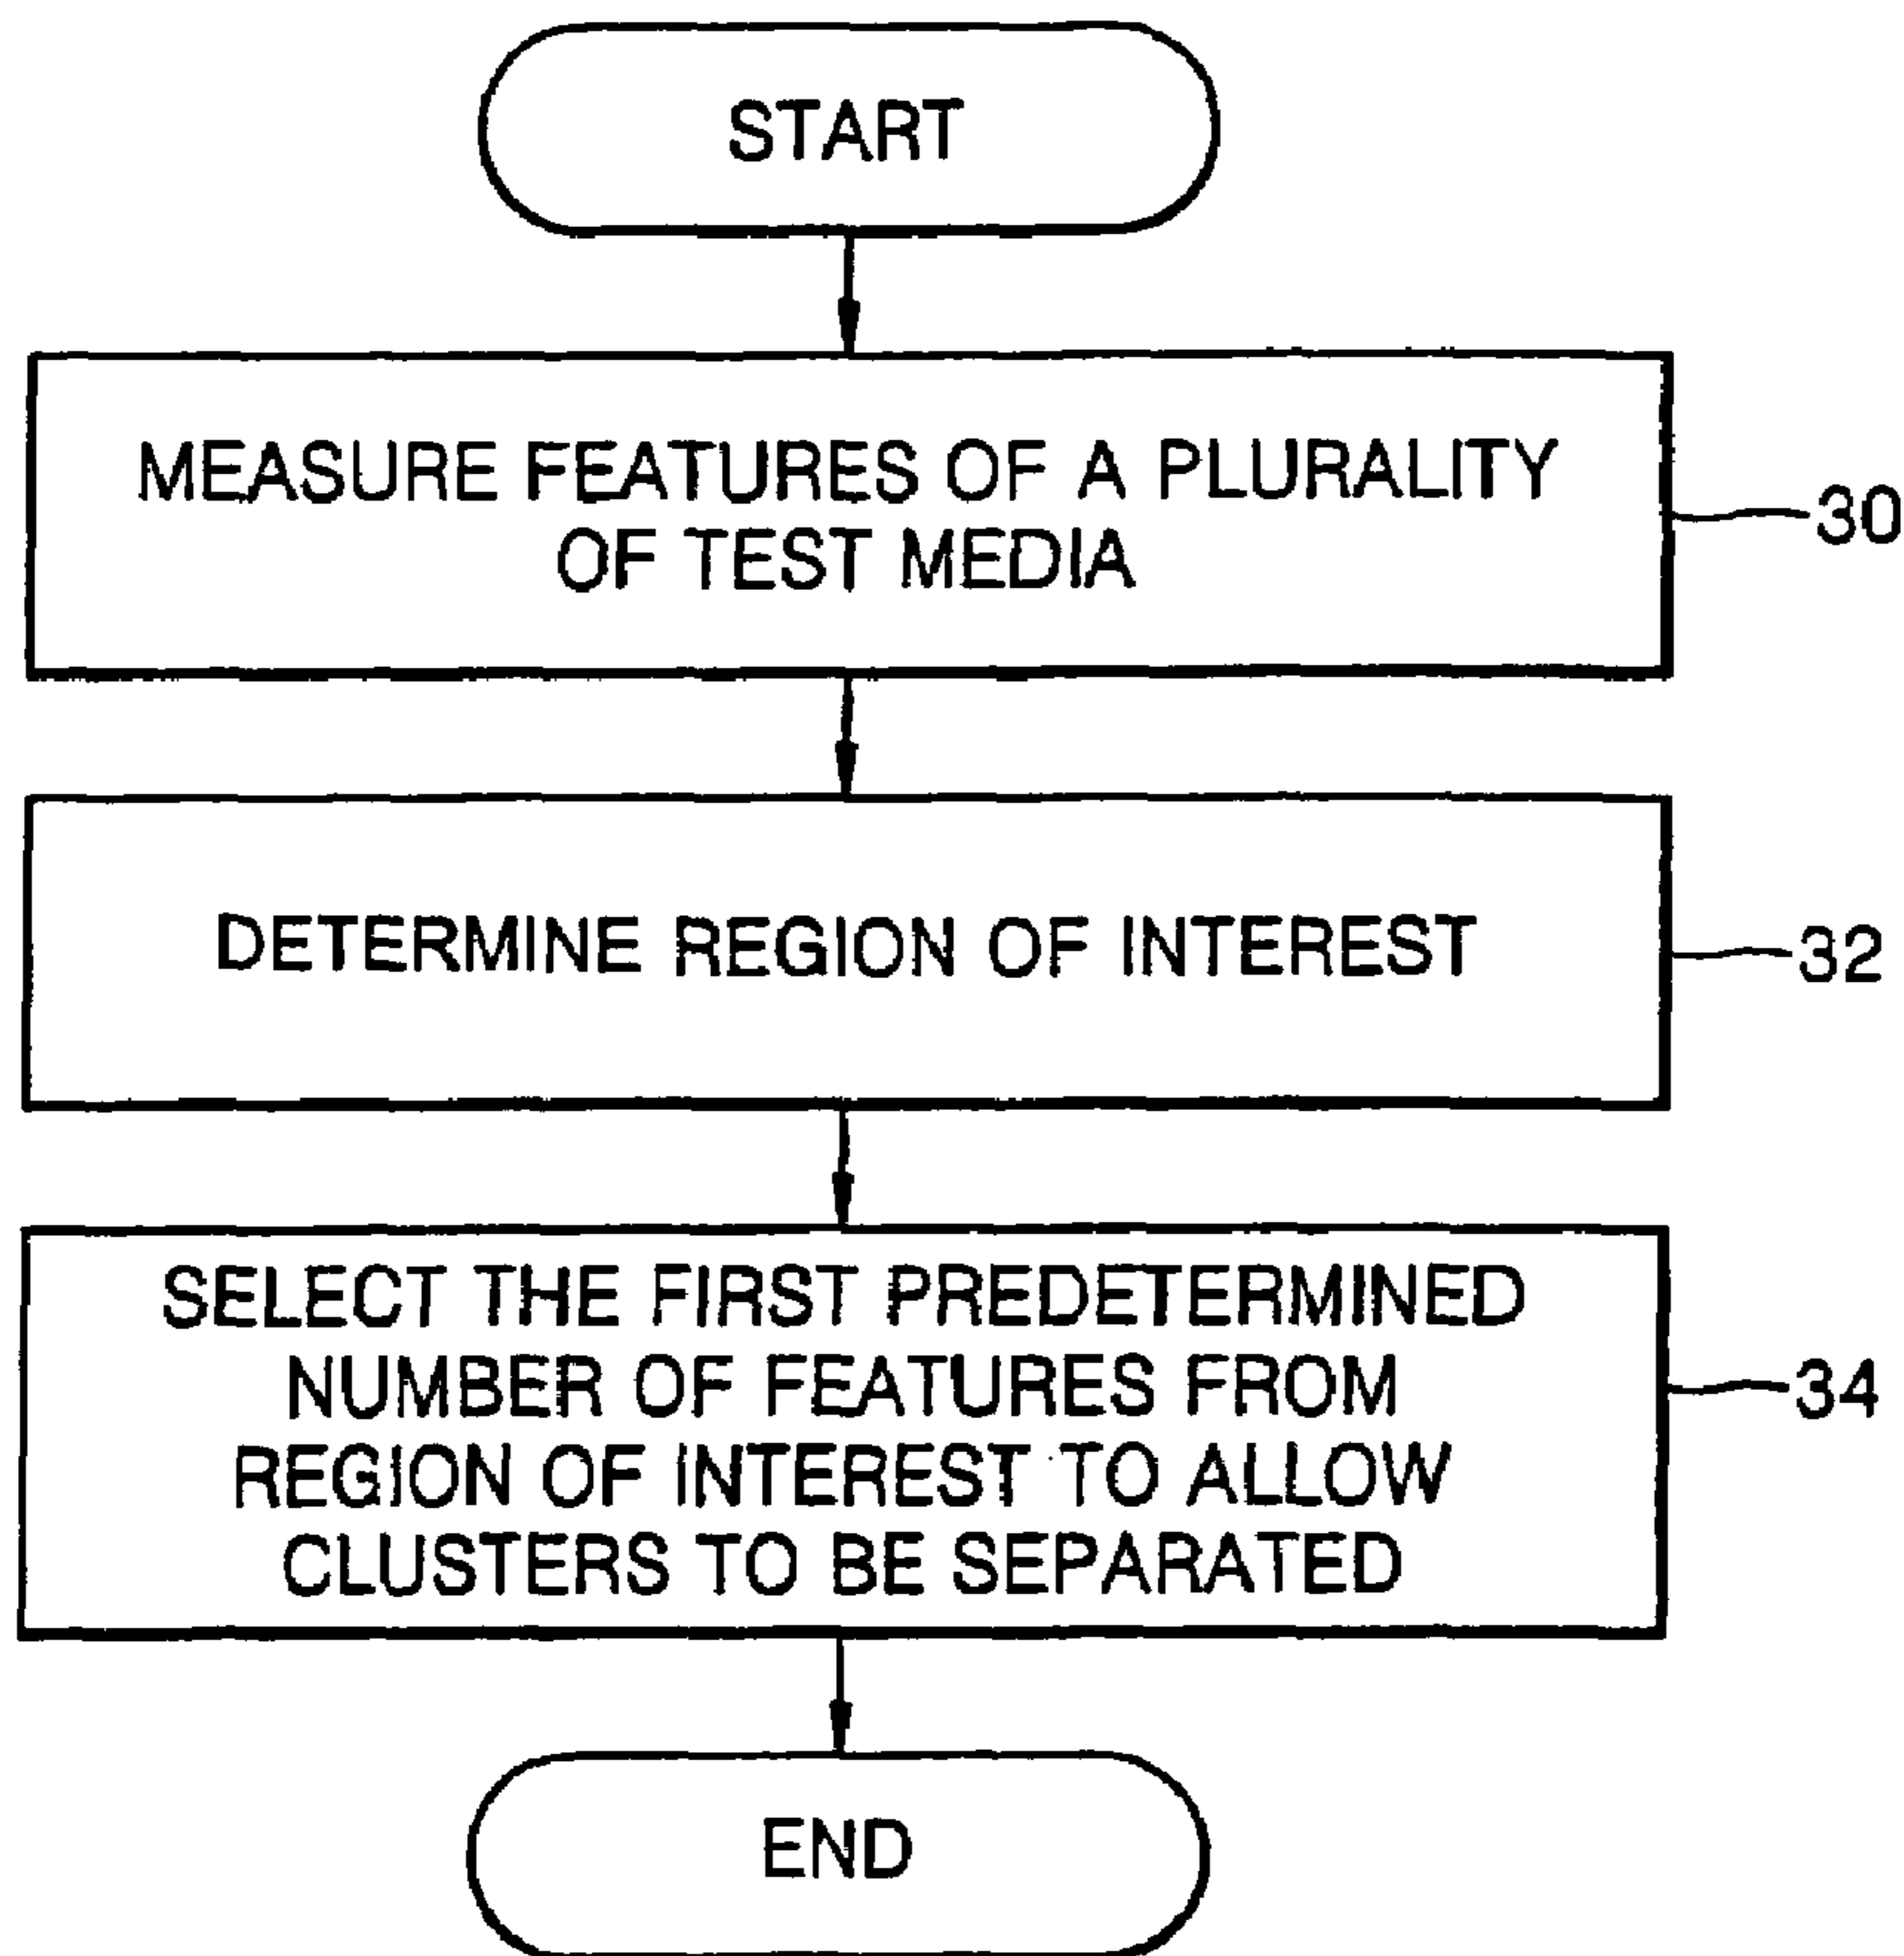 START
MEASURE FEATURES OF A PLURALITY
OF TEST MEDIA
30
DETERMINE REGION OF INTEREST
32
SELECT THE FIRST PREDETERMINED
NUMBER OF FEATURES FROM
REGION OF INTEREST TO ALLOW
CLUSTERS TO BE SEPARATED
34
END